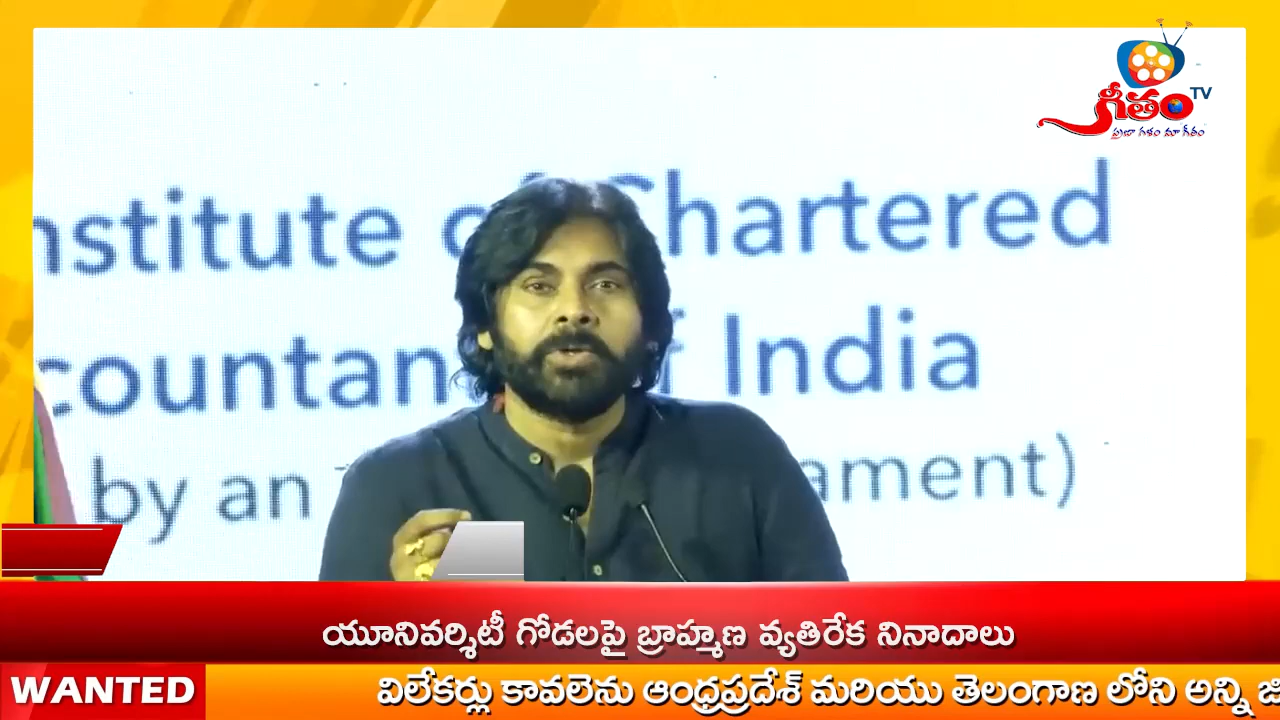 గీతం TV
ప్రజా గళం మా గీతం
nstitute of Chartered
countan f India
by an ament)
యూనివర్శిటీ గోడలపై బ్రాహ్మణ వ్యతిరేక నినాదాలు
WANTED
విలేకర్లు కావలెను ఆంధ్రప్రదేశ్ మరియు తెలంగాణ లోని అన్ని జి